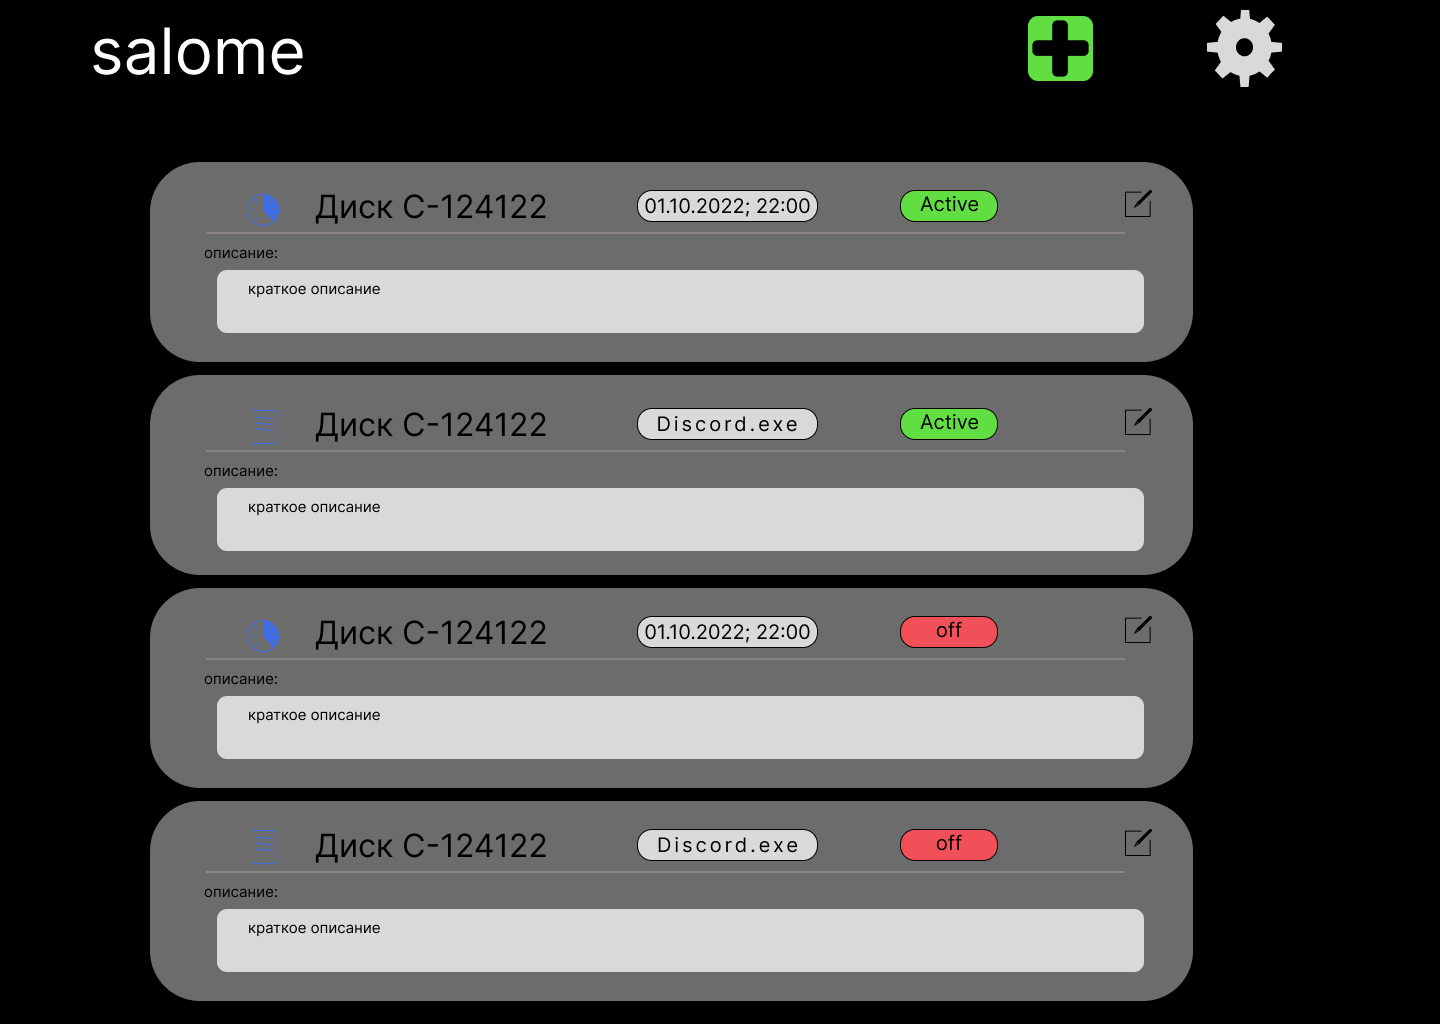 salome
Диск C-124122 01.10.2022; 22:00 Active
описание:
краткое описание
Диск C-124122 Discord.exe Active
описание:
краткое описание
Диск C-124122 01.10.2022; 22:00 off
описание:
краткое описание
Диск C-124122 Discord.exe off
описание:
краткое описание